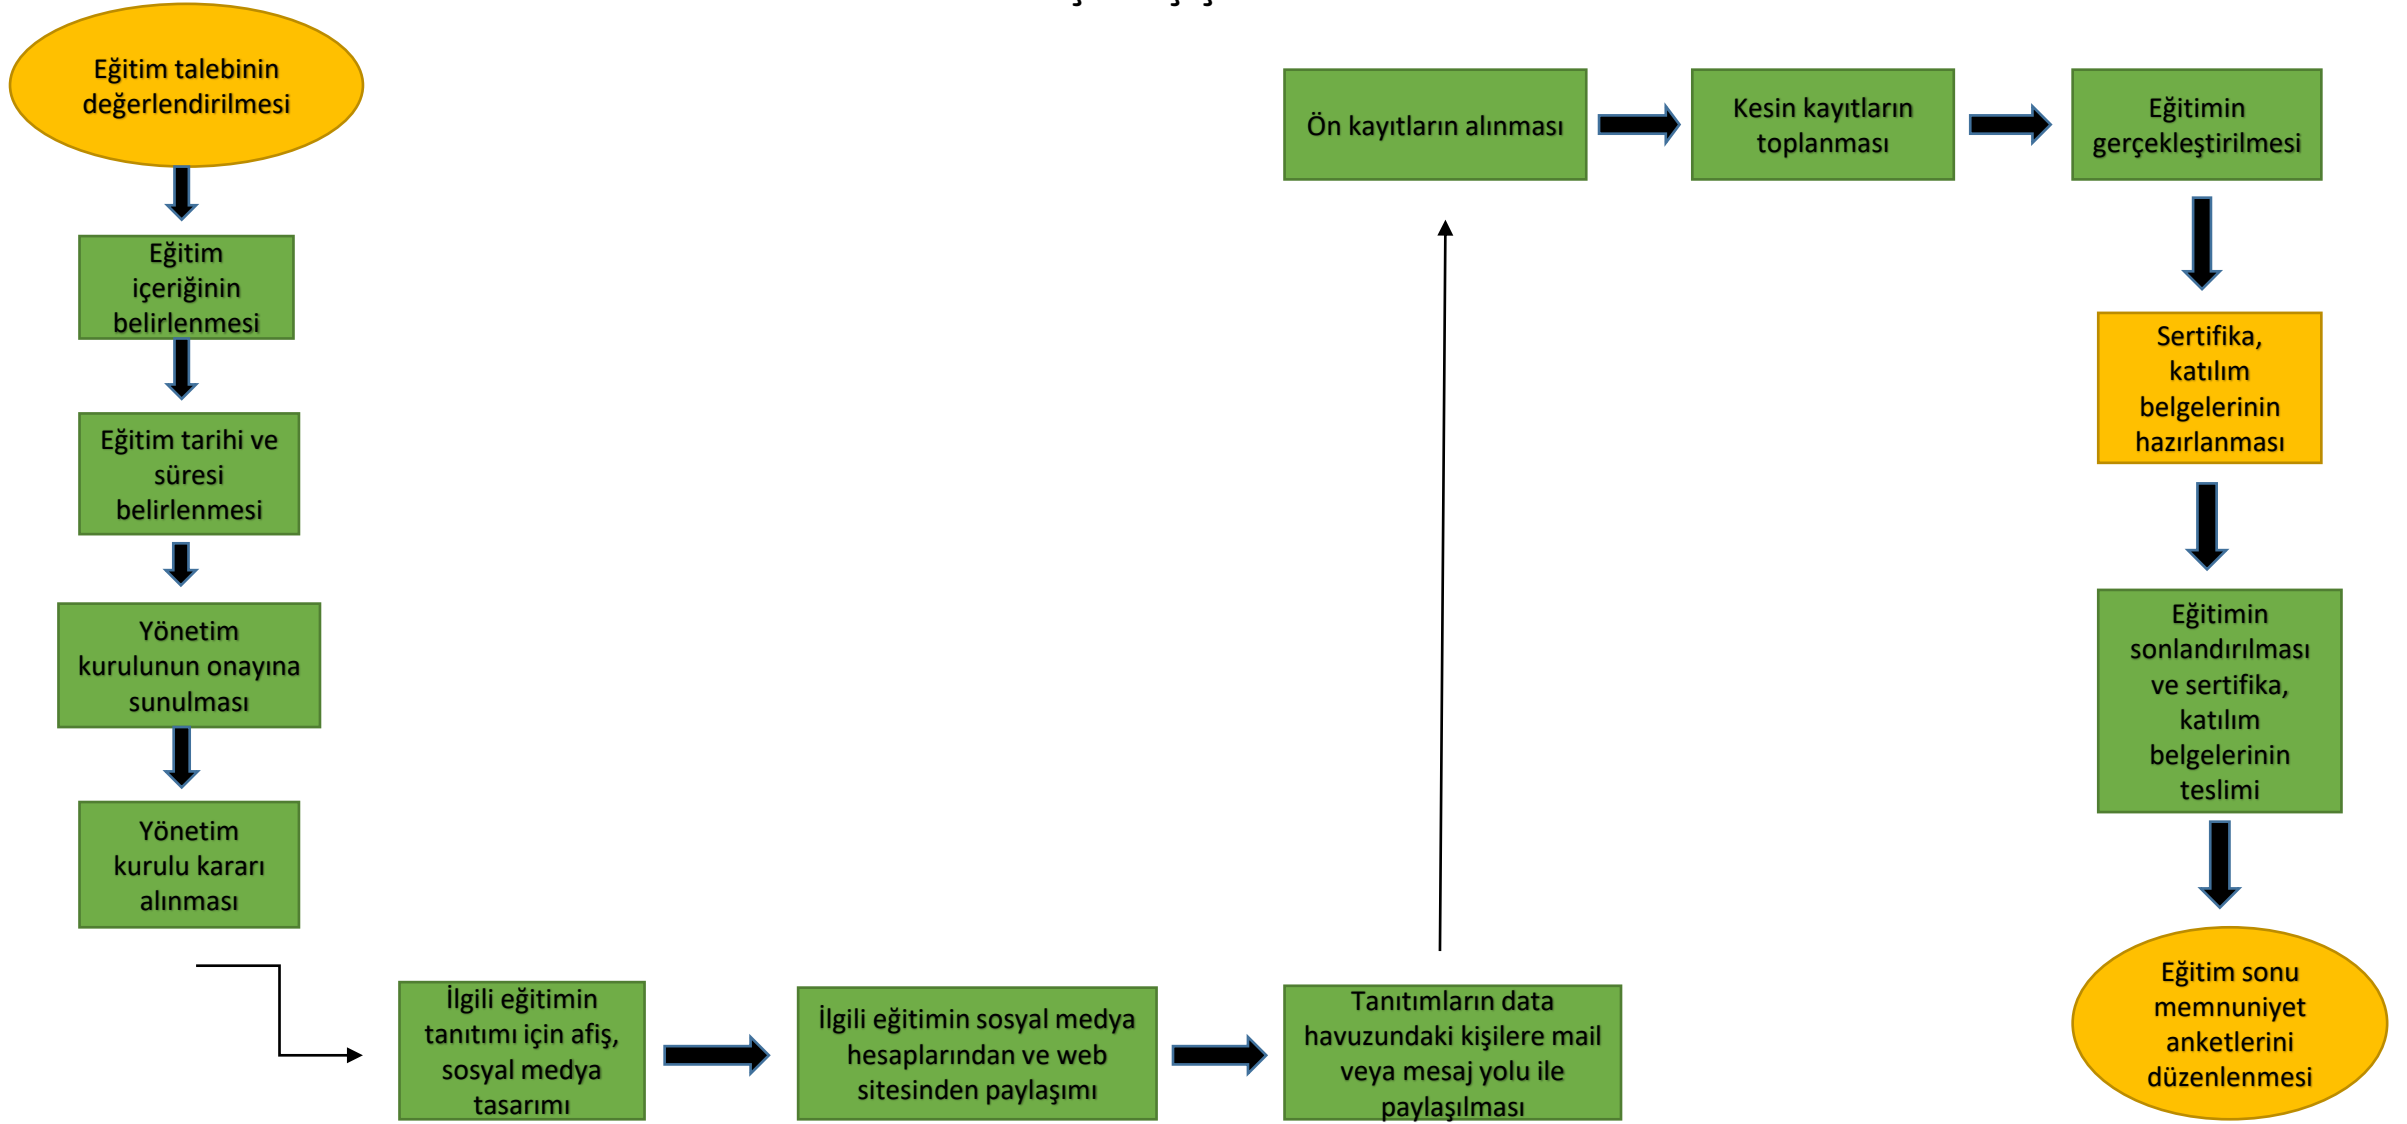 Eğitim talebinin
değerlendirilmesi
Eğitim
içeriğinin
belirlenmesi
Eğitim tarihi ve
süresi
belirlenmesi
Yönetim
kurulunun onayına
sunulması
Yönetim
kurulu kararı
alınması
İlgili eğitimin
tanıtımı için afiş,
sosyal medya
tasarımı
İlgili eğitimin sosyal medya
hesaplarından ve web
sitesinden paylaşımı
Tanıtımların data
havuzundaki kişilere mail
veya mesaj yolu ile
paylaşılması
Ön kayıtların alınması
Kesin kayıtların
toplanması
Eğitimin
gerçekleştirilmesi
Sertifika,
katılım
belgelerinin
hazırlanması
Eğitimin
sonlandırılması
ve sertifika,
katılım
belgelerinin
teslimi
Eğitim sonu
memnuniyet
anketlerini
düzenlenmesi